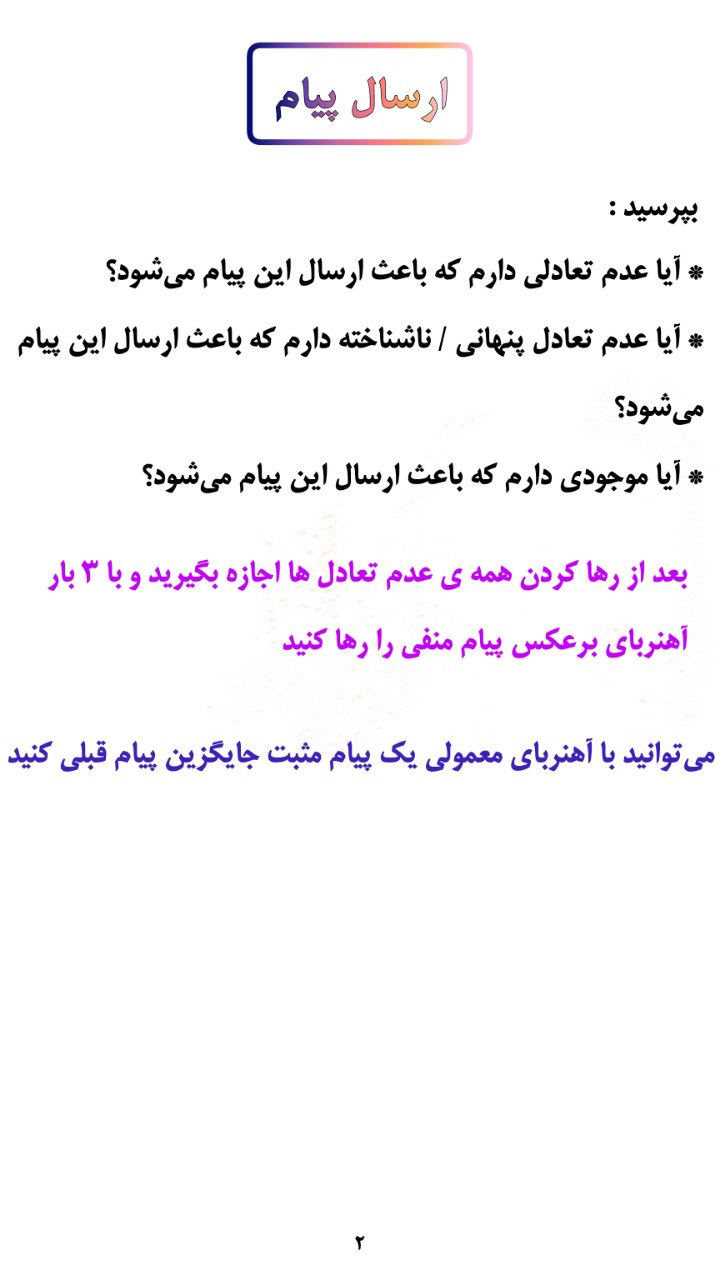 ارسال پیام
بپرسید :
* آیا عدم تعادلی دارم که باعث ارسال این پیام می‌شود؟
* آیا عدم تعادل پنهانی / ناشناخته دارم که باعث ارسال این پیام
می‌شود؟
* آیا موجودی دارم که باعث ارسال این پیام می‌شود؟
بعد از رها کردن همه ی عدم تعادل ها اجازه بگیرید و با ۳ بار
آهنربای برعکس پیام منفی را رها کنید
می‌توانید با آهنربای معمولی یک پیام مثبت جایگزین پیام قبلی کنید
۲